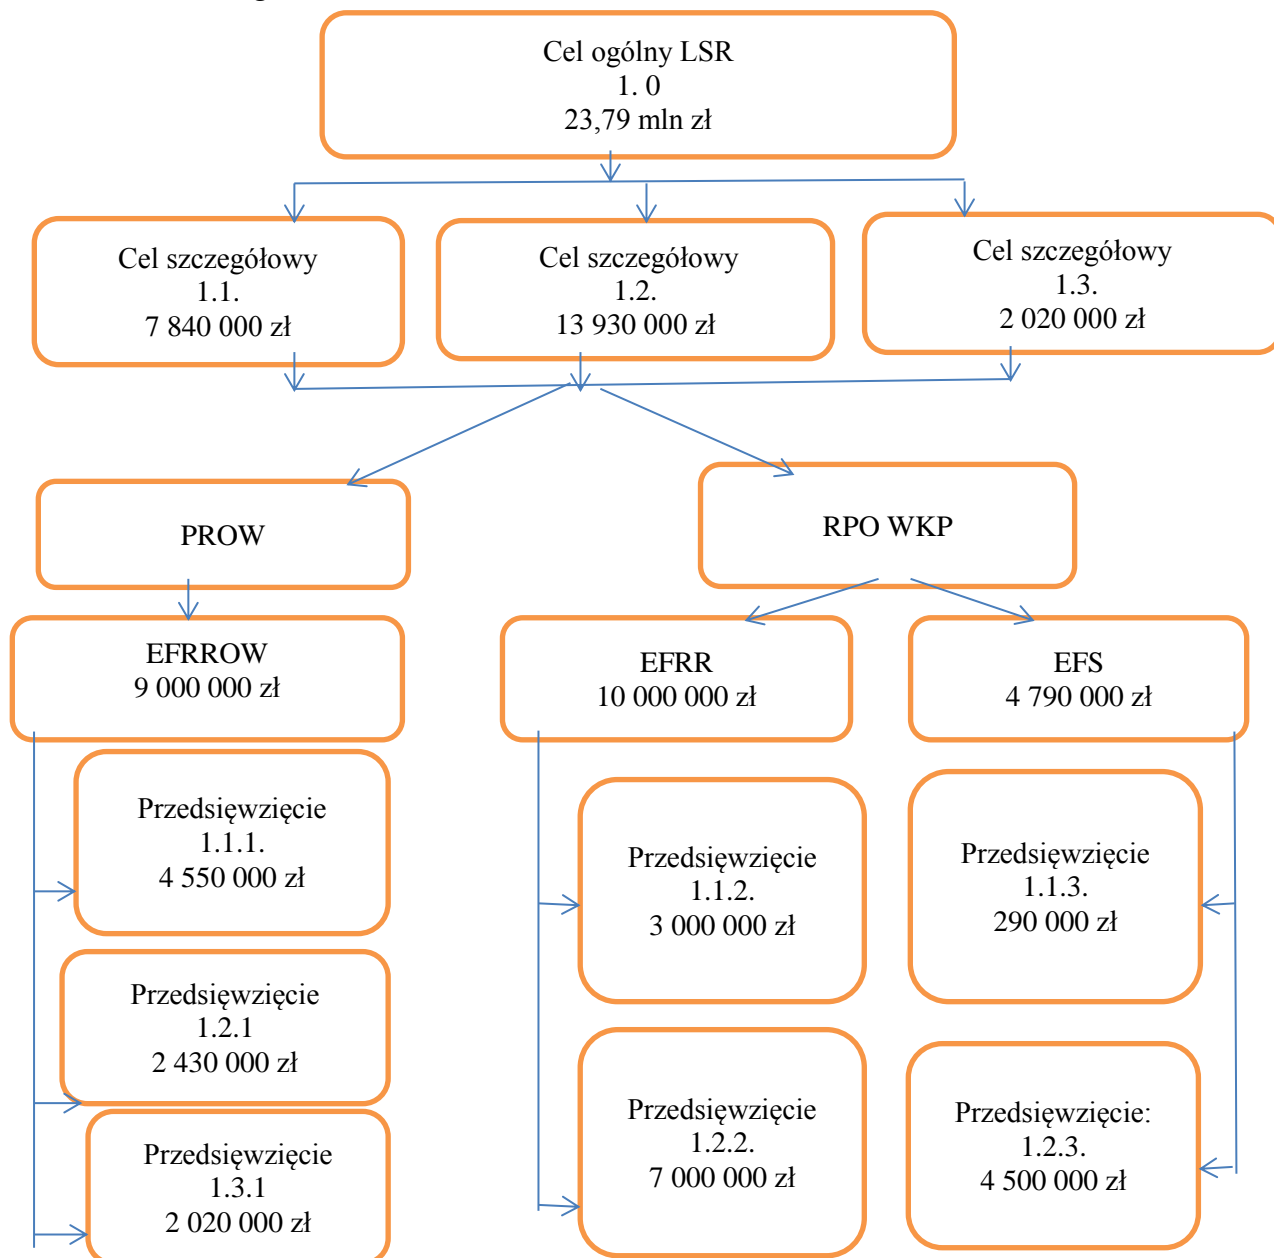 Cel ogólny LSR
1. 0
23,79 mln zł
Cel szczegółowy
1.1.
7 840 000 zł
Cel szczegółowy
1.2.
13 930 000 zł
Cel szczegółowy
1.3.
2 020 000 zł
PROW
RPO WKP
EFRROW
9 000 000 zł
EFRR
10 000 000 zł
EFS
4 790 000 zł
Przedsięwzięcie
1.1.1.
4 550 000 zł
Przedsięwzięcie
1.2.1
2 430 000 zł
Przedsięwzięcie
1.3.1
2 020 000 zł
Przedsięwzięcie
1.1.2.
3 000 000 zł
Przedsięwzięcie
1.2.2.
7 000 000 zł
Przedsięwzięcie
1.1.3.
290 000 zł
Przedsięwzięcie:
1.2.3.
4 500 000 zł